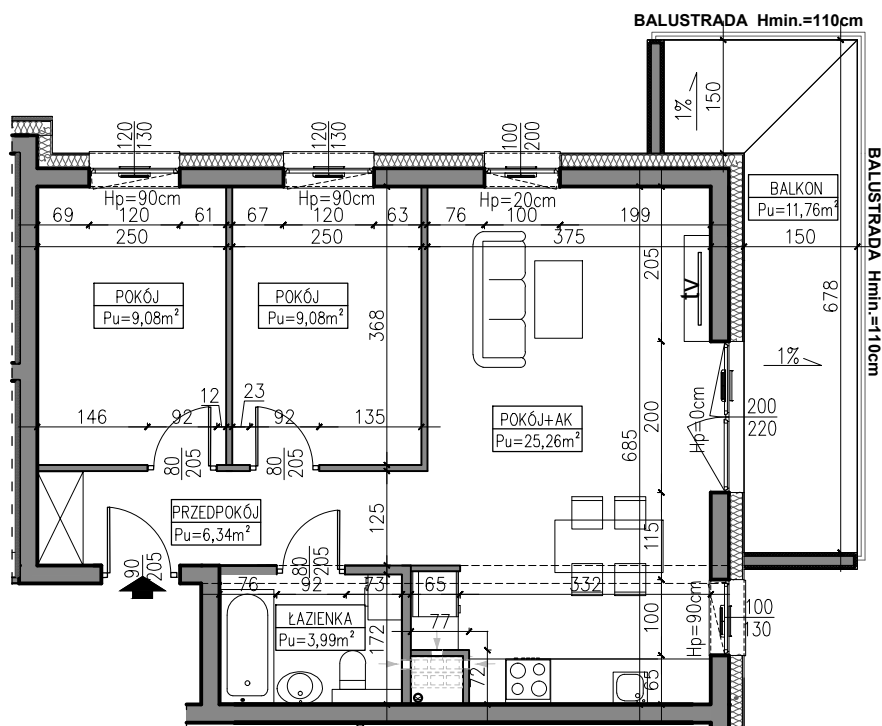 BALUSTRADA Hmin.=110cm
1%
150
120
130
120
130
100
200
Hp=90cm
Hp=90cm
Hp=20cm
69 120 61 67 120 63 76 100 199
250 250 375
BALKON
Pu=11,76m²
150
BALUSTRADA Hmin.=110cm
678
205
tv
POKÓJ
Pu=9,08m²
POKÓJ
Pu=9,08m²
368
1%
12 23
146 92 92 135
POKÓJ+AK
Pu=25,26m²
200
Hp=0cm
200
220
685
80
205
80
205
PRZEDPOKÓJ
Pu=6,34m²
125
115
90
205
80
205
76 92 73 65 332
ŁAZIENKA
Pu=3,99m²
172
77
72
100
Hp=90cm
100
130
65